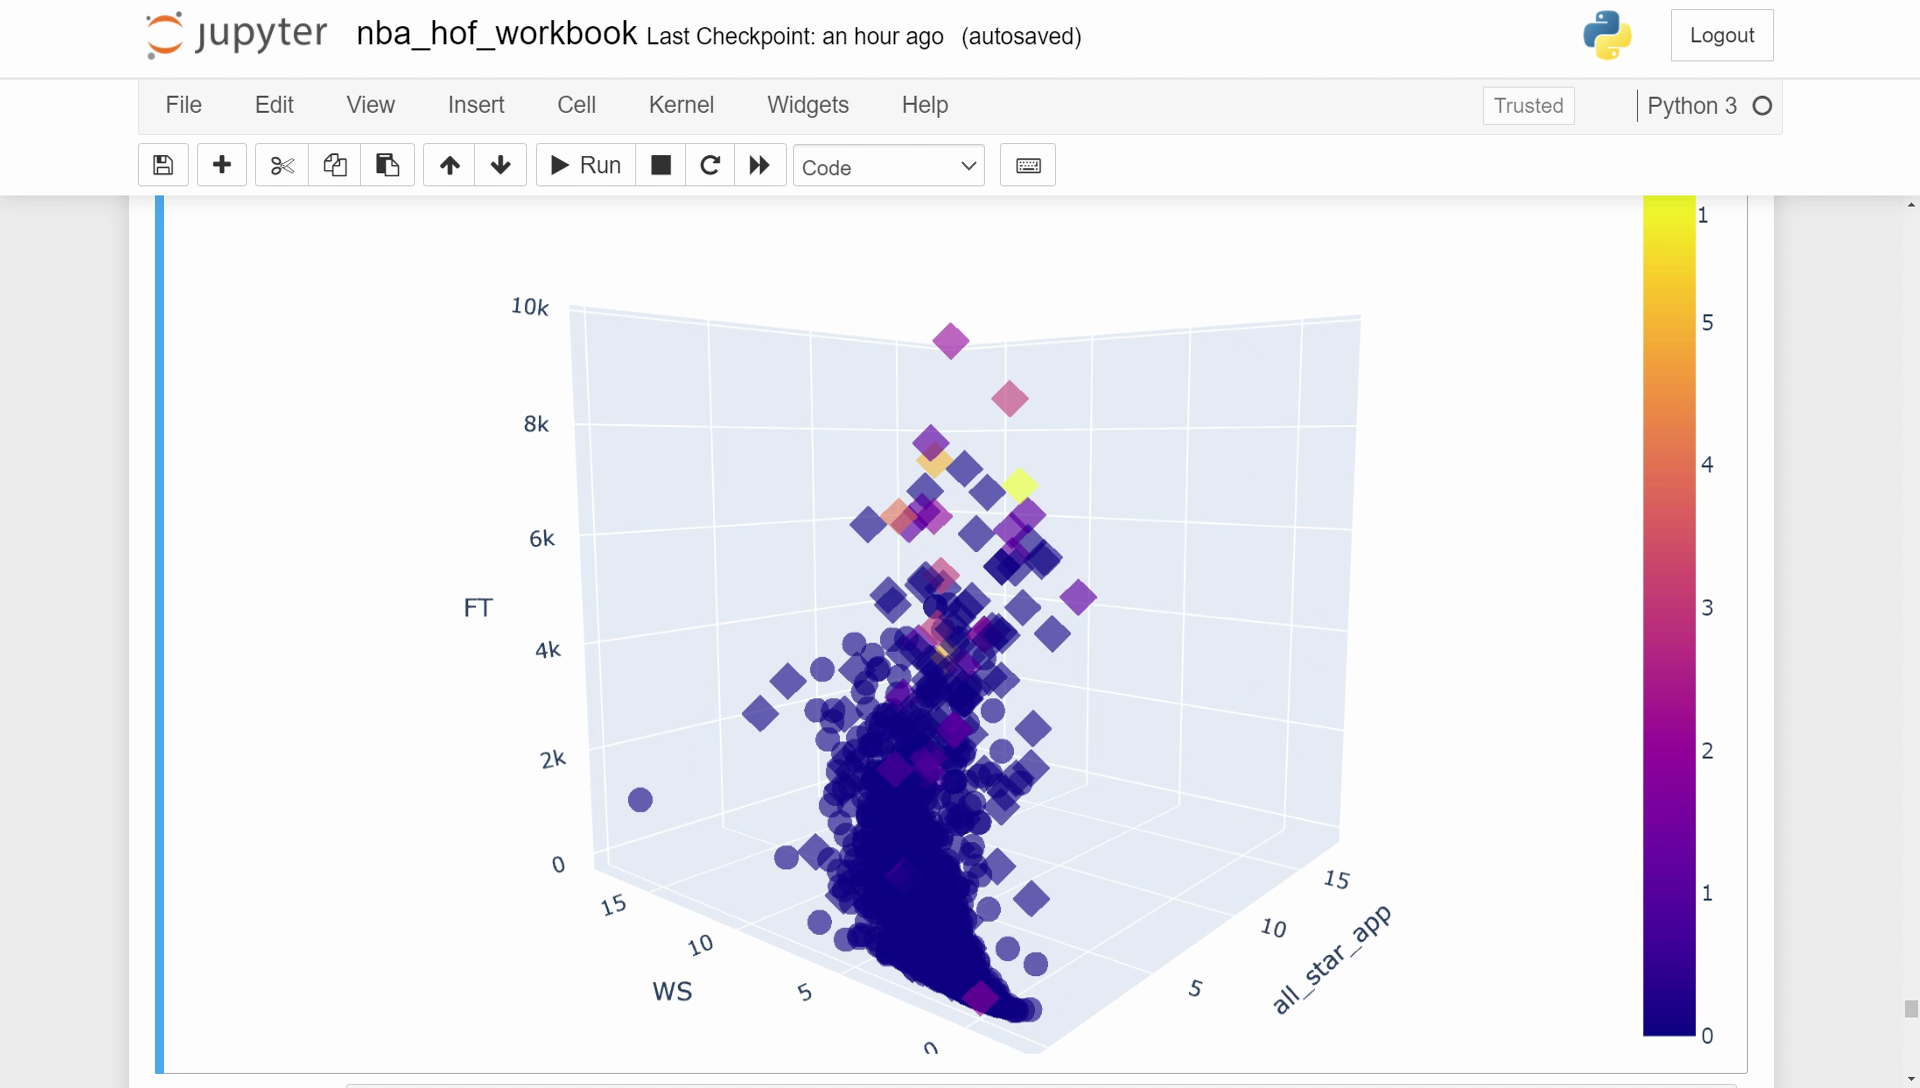 jupyter nba_hof_workbook Last Checkpoint: an hour ago (autosaved) Logout
File Edit View Insert Cell Kernel Widgets Help Trusted Python 3
Run Code
1
10k
5
8k
4
6k
FT
3
4k
2
2k
0
15
15
1
10
10
all_star_app
WS
5
5
0
0